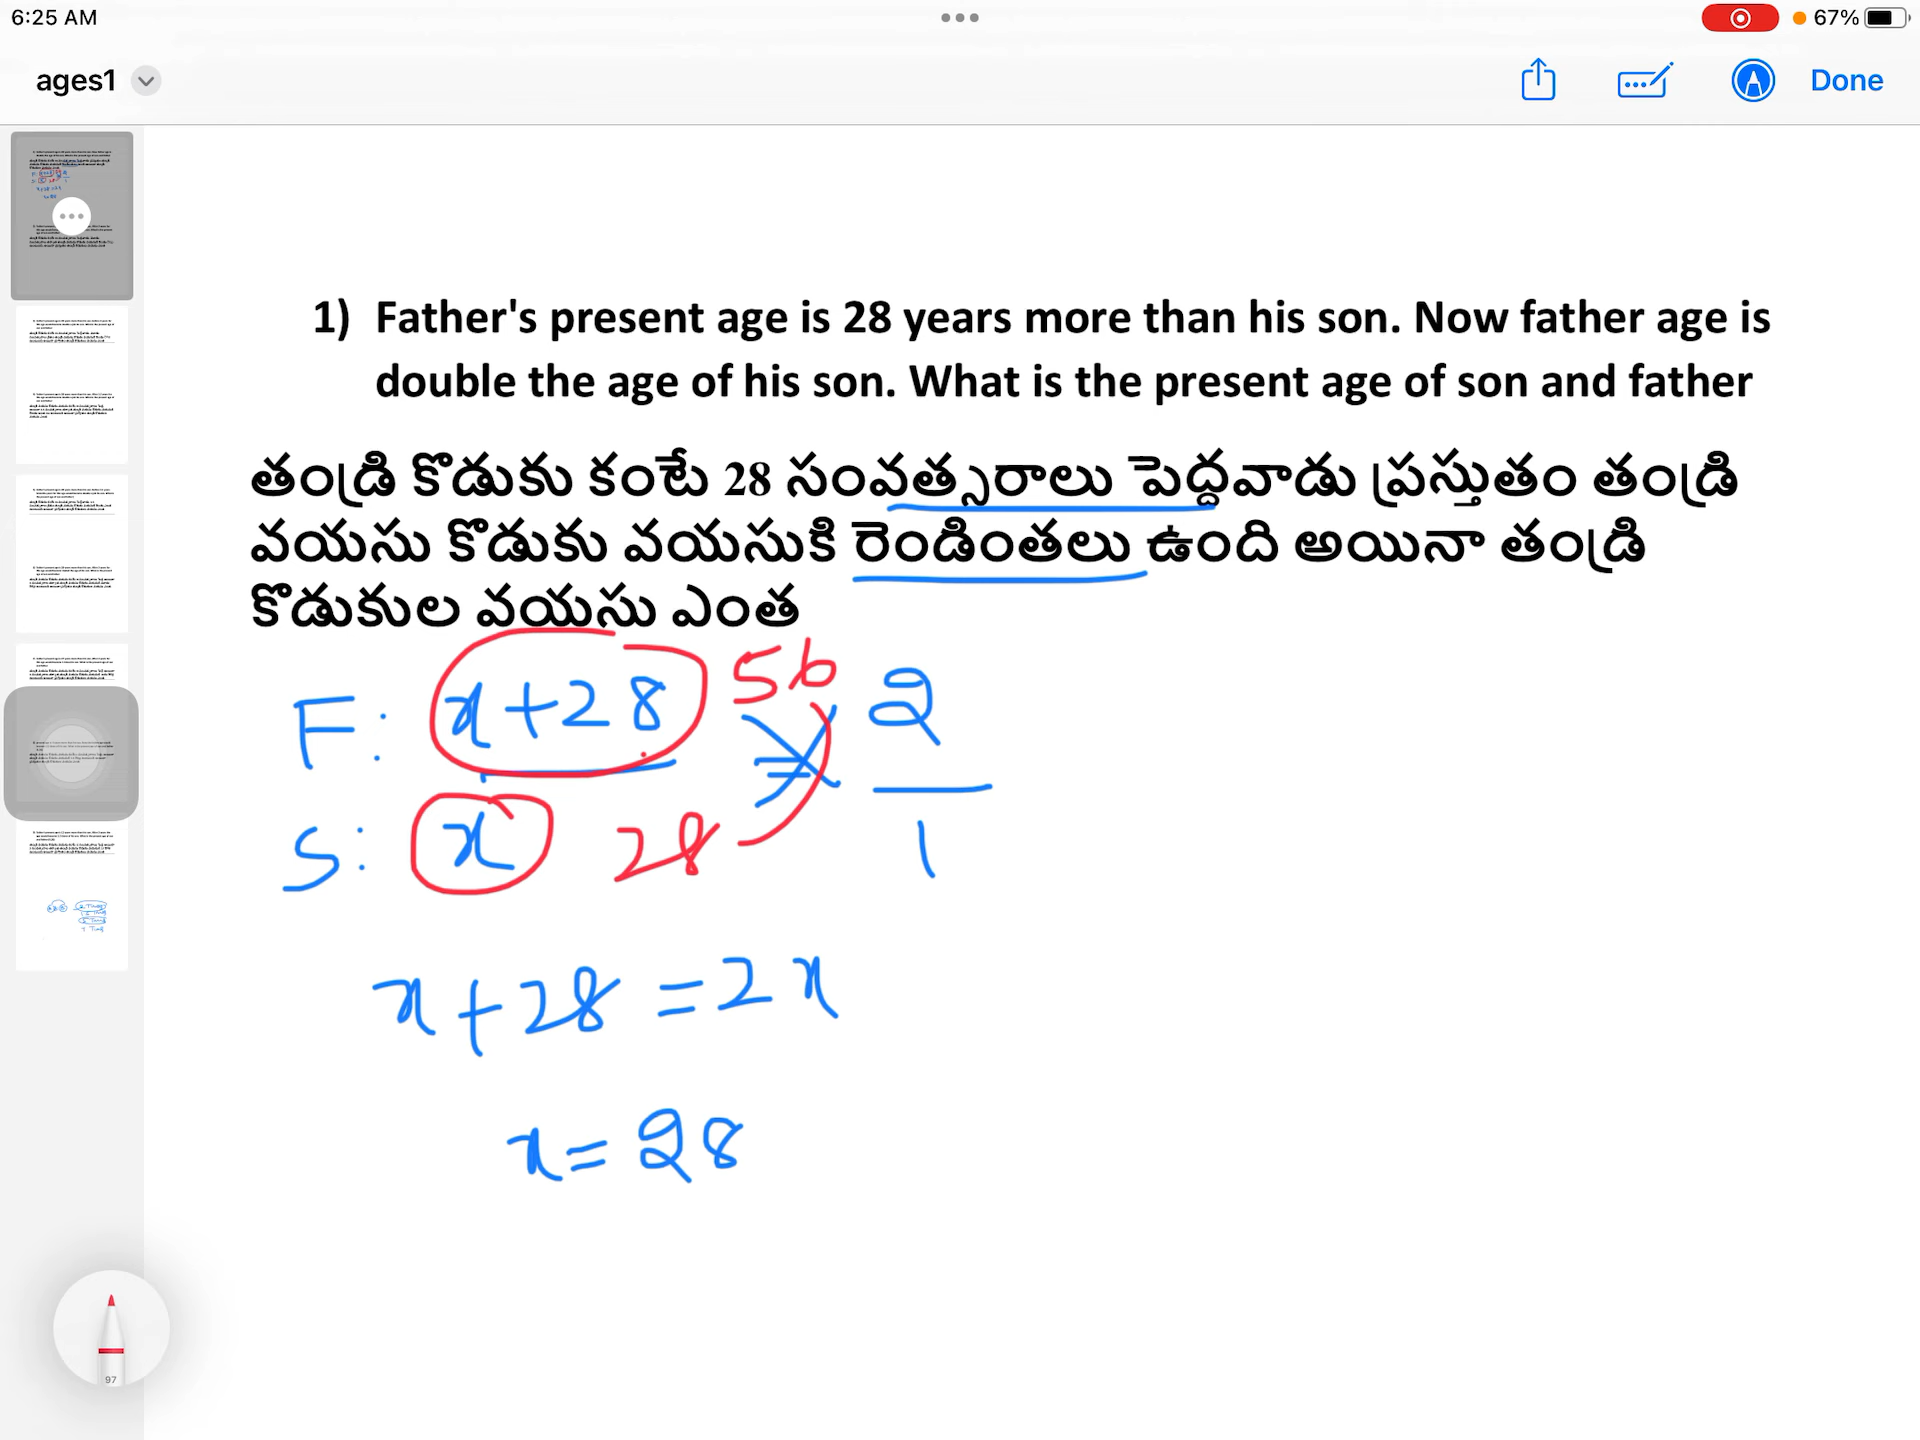 6:25 AM
67%
ages1
Done
1) Father's present age is 28 years more than his son. Now father age is
double the age of his son. What is the present age of son and father
తండ్రి కొడుకు కంటే 28 సంవత్సరాలు పెద్దవాడు ప్రస్తుతం తండ్రి
వయసు కొడుకు వయసుకి రెండింతలు ఉంది అయినా తండ్రి
కొడుకుల వయసు ఎంత
F: x+28 56 = 2
S: x 28 1
x+28 = 2x
x = 28
97